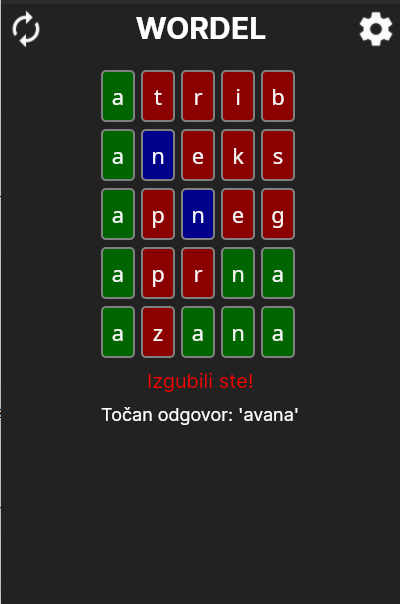 WORDEL
a t r i b
a n e k s
a p n e g
a p r n a
a z a n a
Izgubili ste!
Točan odgovor: 'avana'